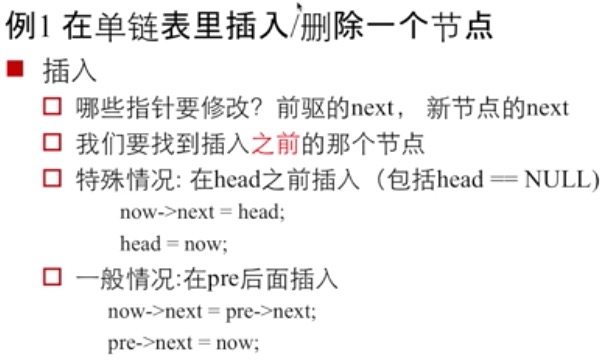 例1 在单链表里插入/删除一个节点
插入
哪些指针要修改？前驱的next， 新节点的next
我们要找到插入之前的那个节点
特殊情况: 在head之前插入（包括head == NULL)
now->next = head;
head = now;
一般情况:在pre后面插入
now->next = pre->next;
pre->next = now;